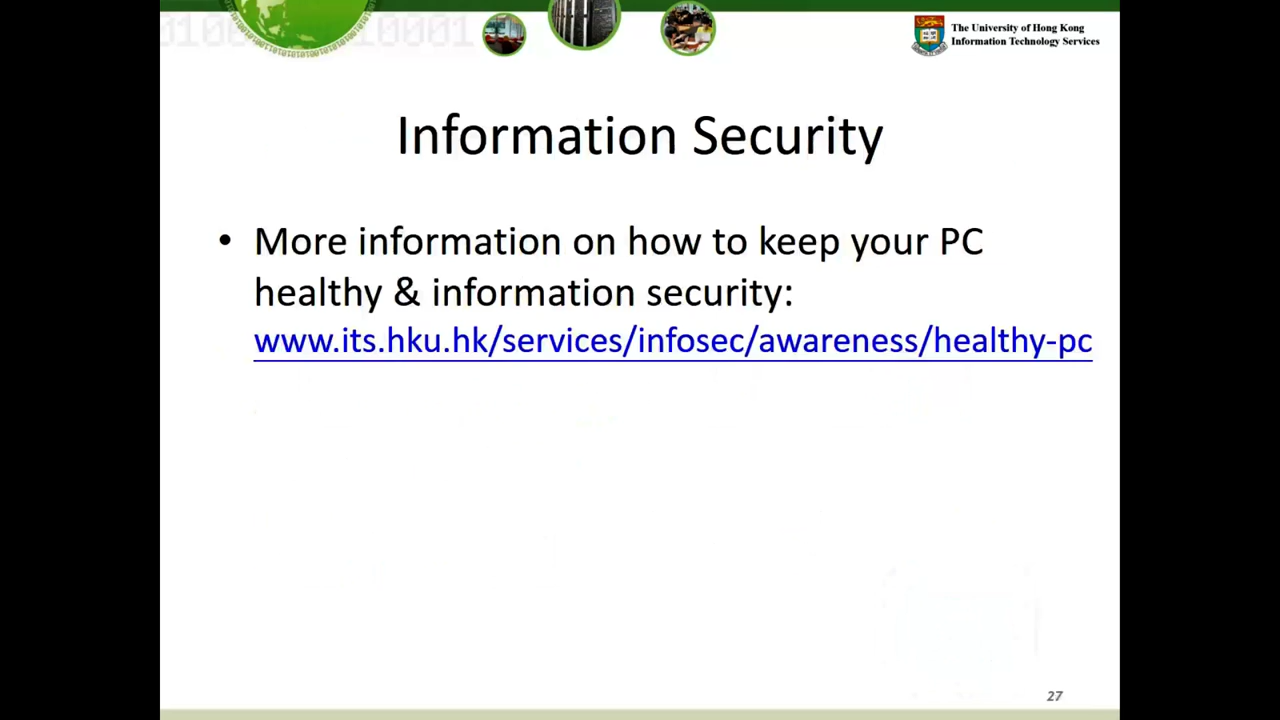 The University of Hong Kong
Information Technology Services
Information Security
• More information on how to keep your PC
healthy & information security:
www.its.hku.hk/services/infosec/awareness/healthy-pc
27